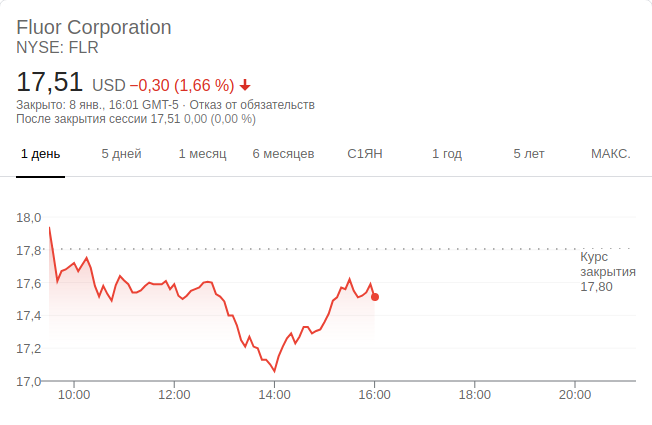 Fluor Corporation
NYSE: FLR
17,51 USD −0,30 (1,66 %)
Закрыто: 8 янв., 16:01 GMT-5 · Отказ от обязательств
После закрытия сессии 17,51 0,00 (0,00 %)
1 день 5 дней 1 месяц 6 месяцев С1ЯН 1 год 5 лет МАКС.
18,0
17,8
Курс
закрытия
17,80
17,6
17,4
17,2
17,0
10:00 12:00 14:00 16:00 18:00 20:00